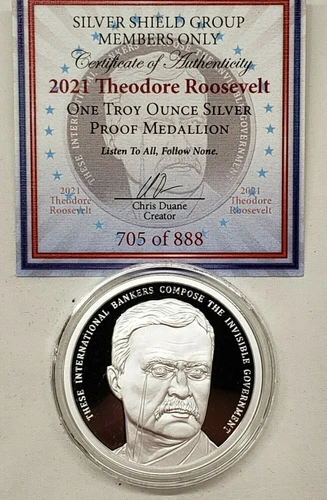 SILVER SHIELD GROUP
MEMBERS ONLY
Certificate of Authenticity
2021 Theodore Roosevelt
ONE TROY OUNCE SILVER
PROOF MEDALLION
Listen To All, Follow None.
2021
Theodore
Roosevelt
Chris Duane
Creator
2021
Theodore
Roosevelt
705 of 888
THESE INTERNATIONAL BANKERS COMPOSE THE INVISIBLE GOVERNMENT